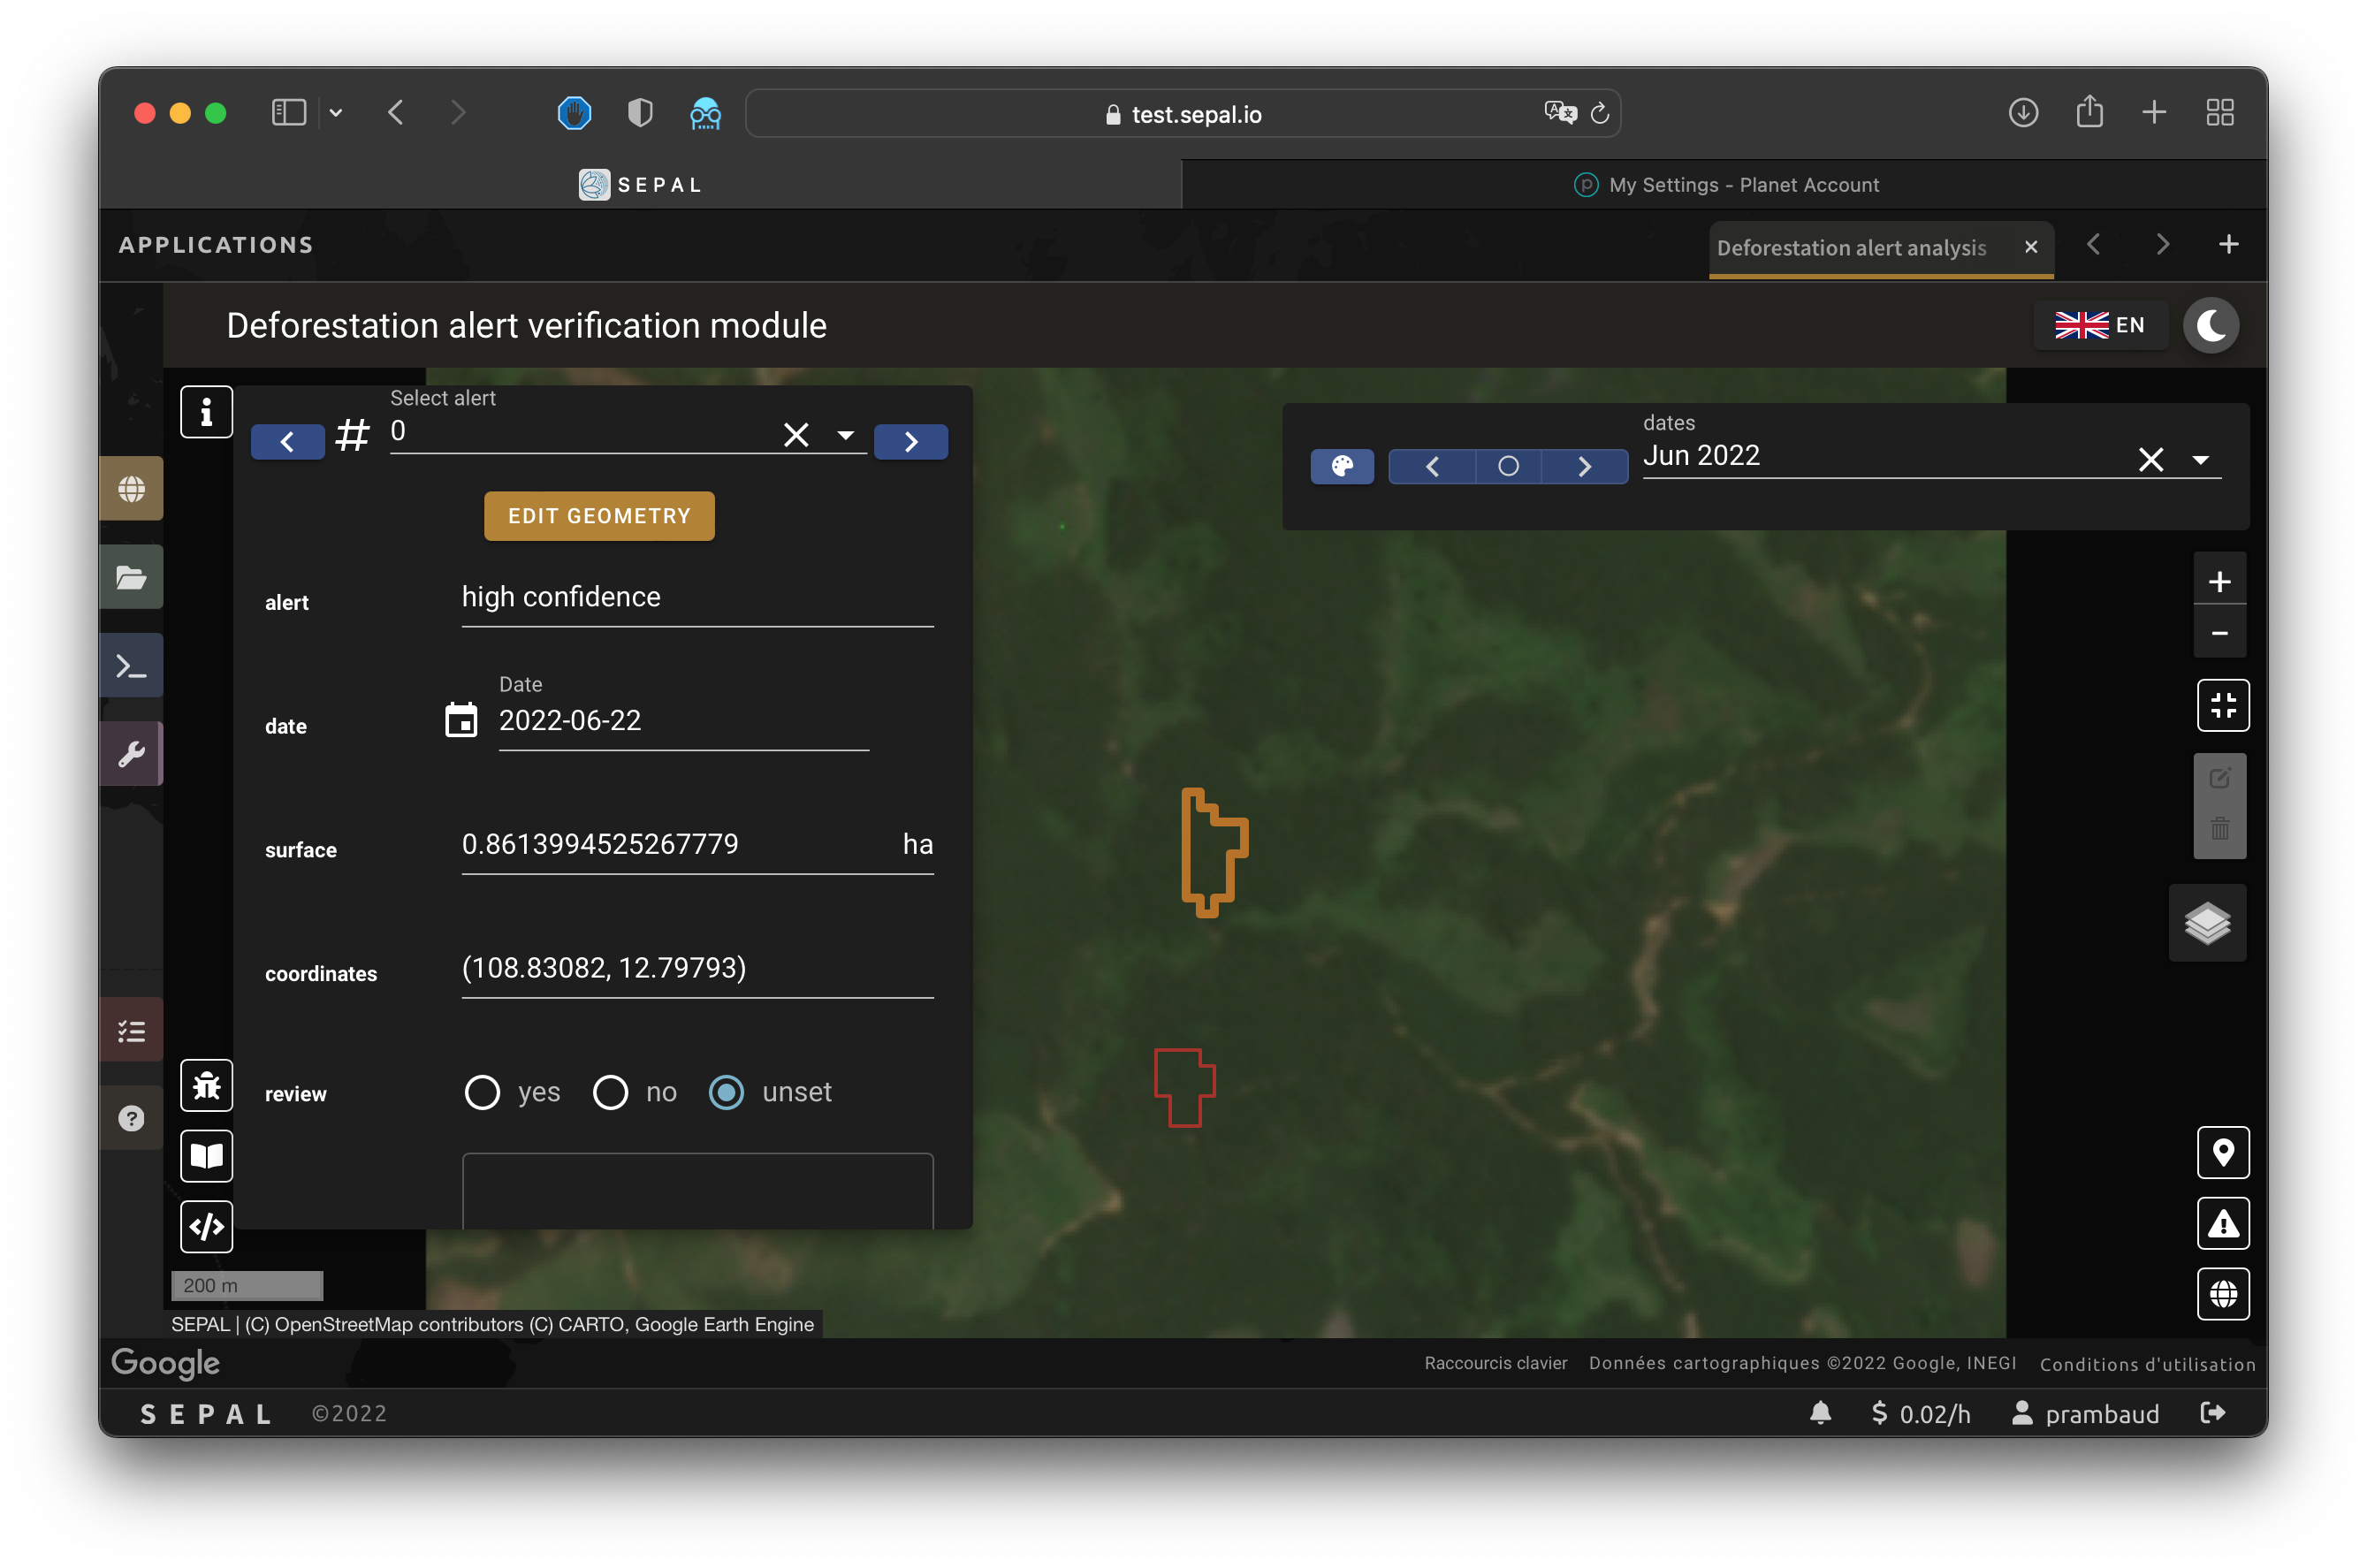 test.sepal.io
SEPAL
My Settings - Planet Account
APPLICATIONS
Deforestation alert analysis
Deforestation alert verification module
EN
Select alert
# 0
dates
Jun 2022
EDIT GEOMETRY
alert high confidence
Date
date 2022-06-22
surface 0.8613994525267779 ha
coordinates (108.83082, 12.79793)
review yes no unset
200 m
SEPAL | (C) OpenStreetMap contributors (C) CARTO, Google Earth Engine
Google
Raccourcis clavier Données cartographiques ©2022 Google, INEGI Conditions d'utilisation
SEPAL ©2022
$ 0.02/h prambaud